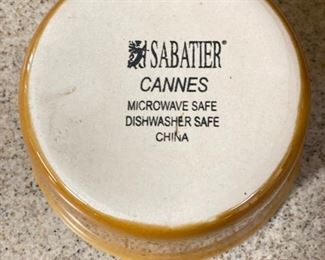 SABATIER®
CANNES
MICROWAVE SAFE
DISHWASHER SAFE
CHINA